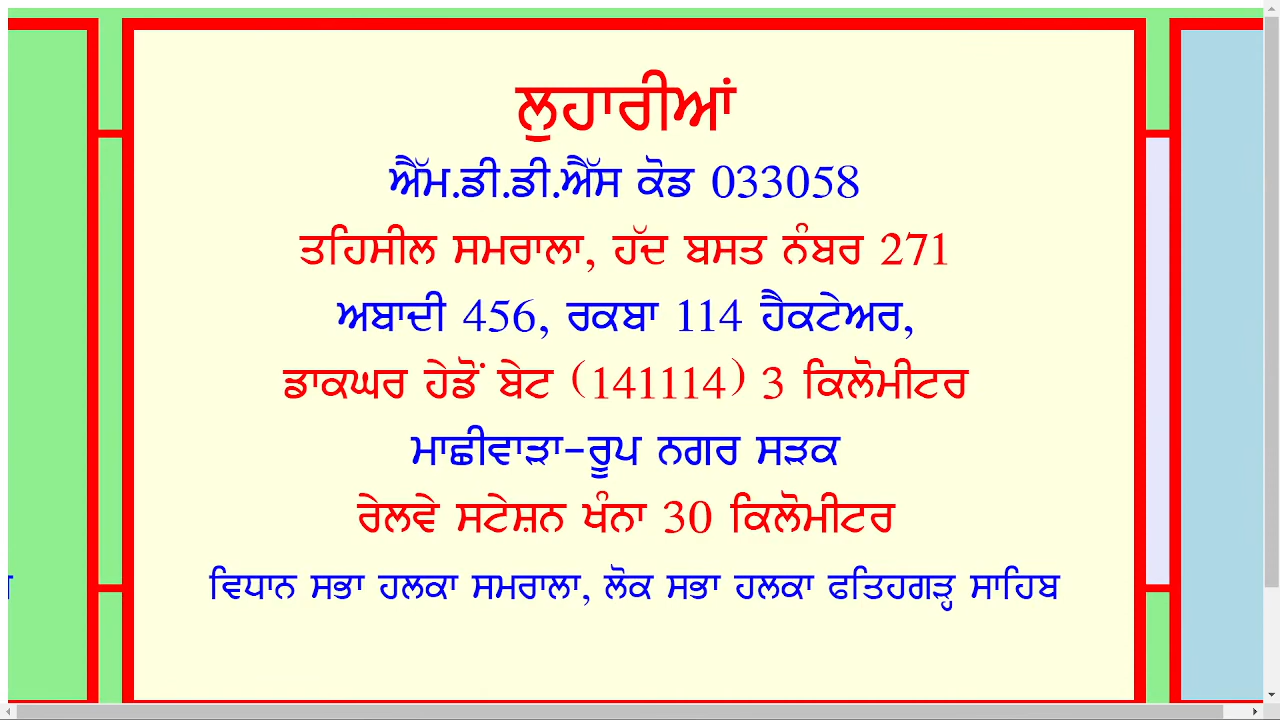 ਲੁਹਾਰੀਆਂ
ਐੱਮ.ਡੀ.ਡੀ.ਐੱਸ ਕੋਡ 033058
ਤਹਿਸੀਲ ਸਮਰਾਲਾ, ਹੱਦ ਬਸਤ ਨੰਬਰ 271
ਅਬਾਦੀ 456, ਰਕਬਾ 114 ਹੈਕਟੇਅਰ,
ਡਾਕਘਰ ਹੇਡੋਂ ਬੇਟ (141114) 3 ਕਿਲੋਮੀਟਰ
ਮਾਛੀਵਾੜਾ-ਰੂਪ ਨਗਰ ਸੜਕ
ਰੇਲਵੇ ਸਟੇਸ਼ਨ ਖੰਨਾ 30 ਕਿਲੋਮੀਟਰ
ਵਿਧਾਨ ਸਭਾ ਹਲਕਾ ਸਮਰਾਲਾ, ਲੋਕ ਸਭਾ ਹਲਕਾ ਫਤਿਹਗੜ੍ਹ ਸਾਹਿਬ